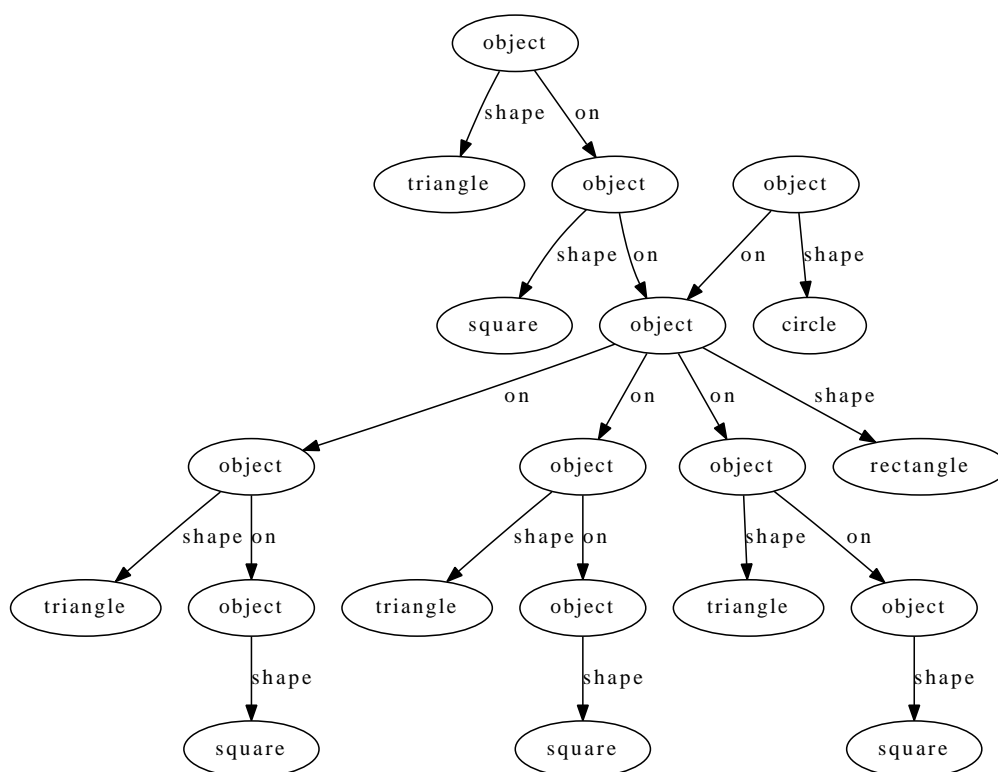 object
shape on
triangle object object
shape on on shape
square object circle
on on on shape
object object object rectangle
shape on shape on shape on
triangle object triangle object triangle object
shape shape shape
square square square